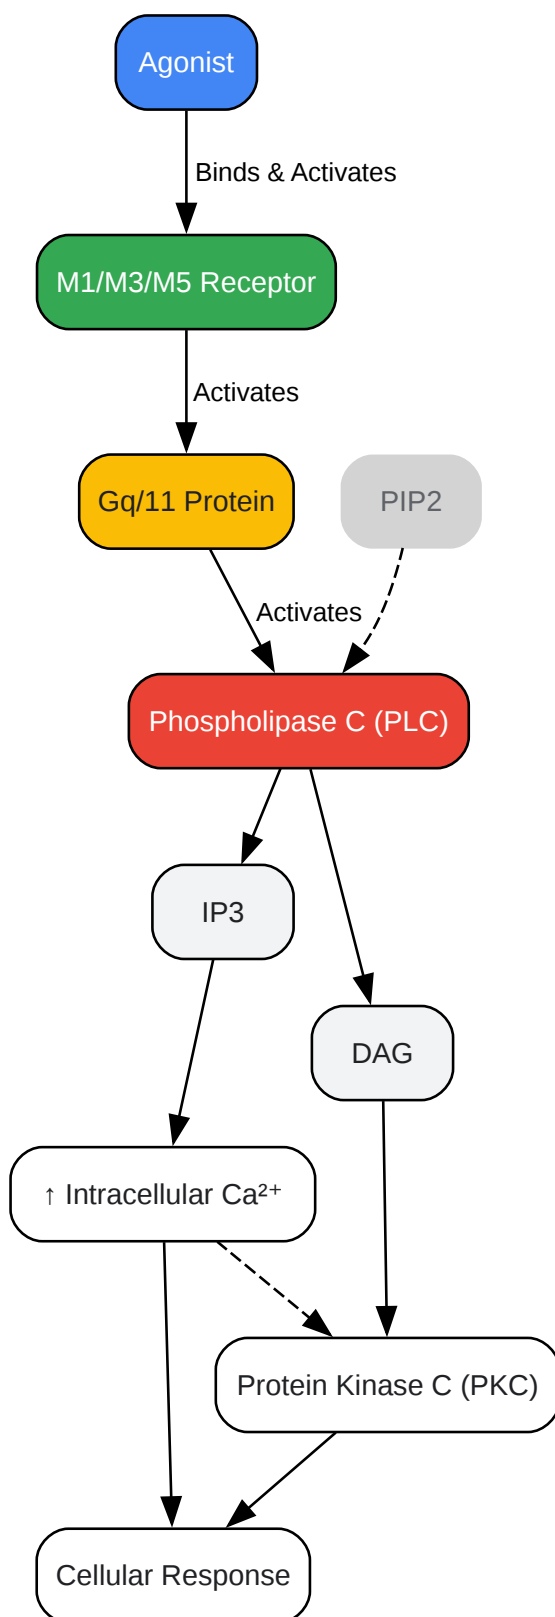 Agonist
Binds & Activates
M1/M3/M5 Receptor
Activates
Gq/11 Protein
PIP2
Activates
Phospholipase C (PLC)
IP3
DAG
↑ Intracellular Ca²⁺
Protein Kinase C (PKC)
Cellular Response